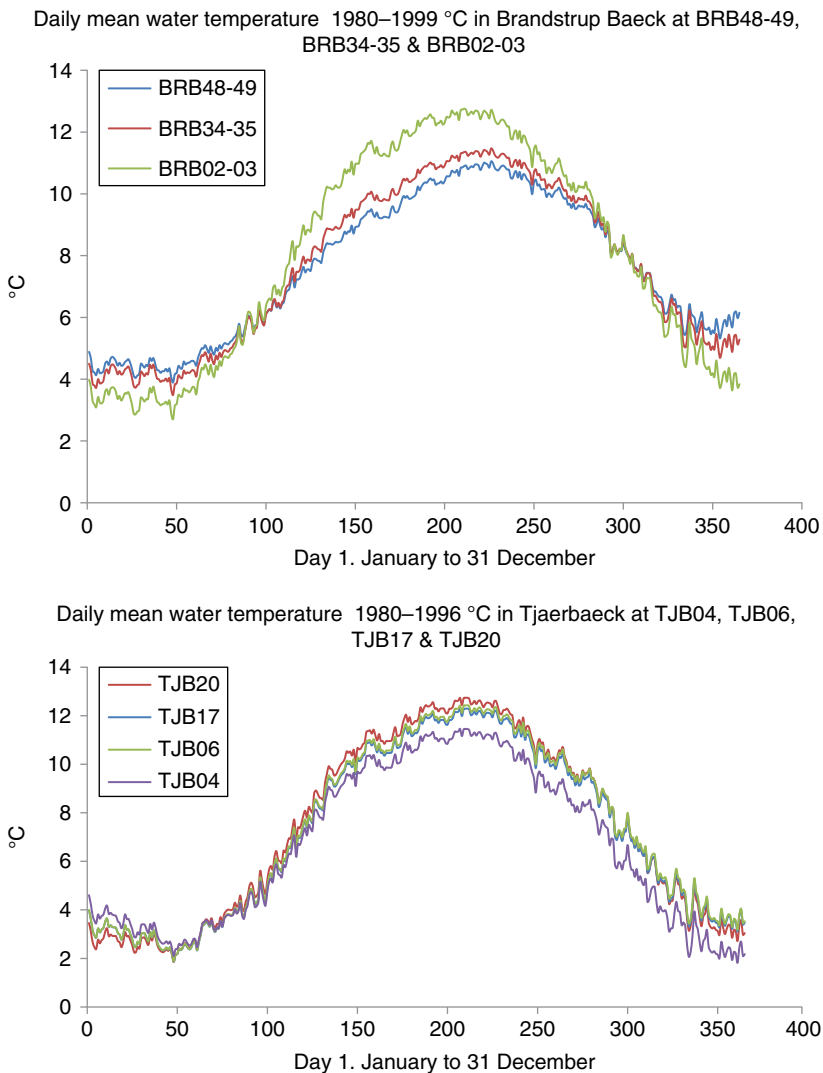 Daily mean water temperature 1980–1999 °C in Brandstrup Baeck at BRB48-49,
BRB34-35 & BRB02-03
14
12
10
8
6
4
2
0
°C
BRB48-49
BRB34-35
BRB02-03
0 50 100 150 200 250 300 350 400
Day 1. January to 31 December
Daily mean water temperature 1980–1996 °C in Tjaerbaeck at TJB04, TJB06,
TJB17 & TJB20
14
12
10
8
6
4
2
0
°C
TJB20
TJB17
TJB06
TJB04
0 50 100 150 200 250 300 350 400
Day 1. January to 31 December